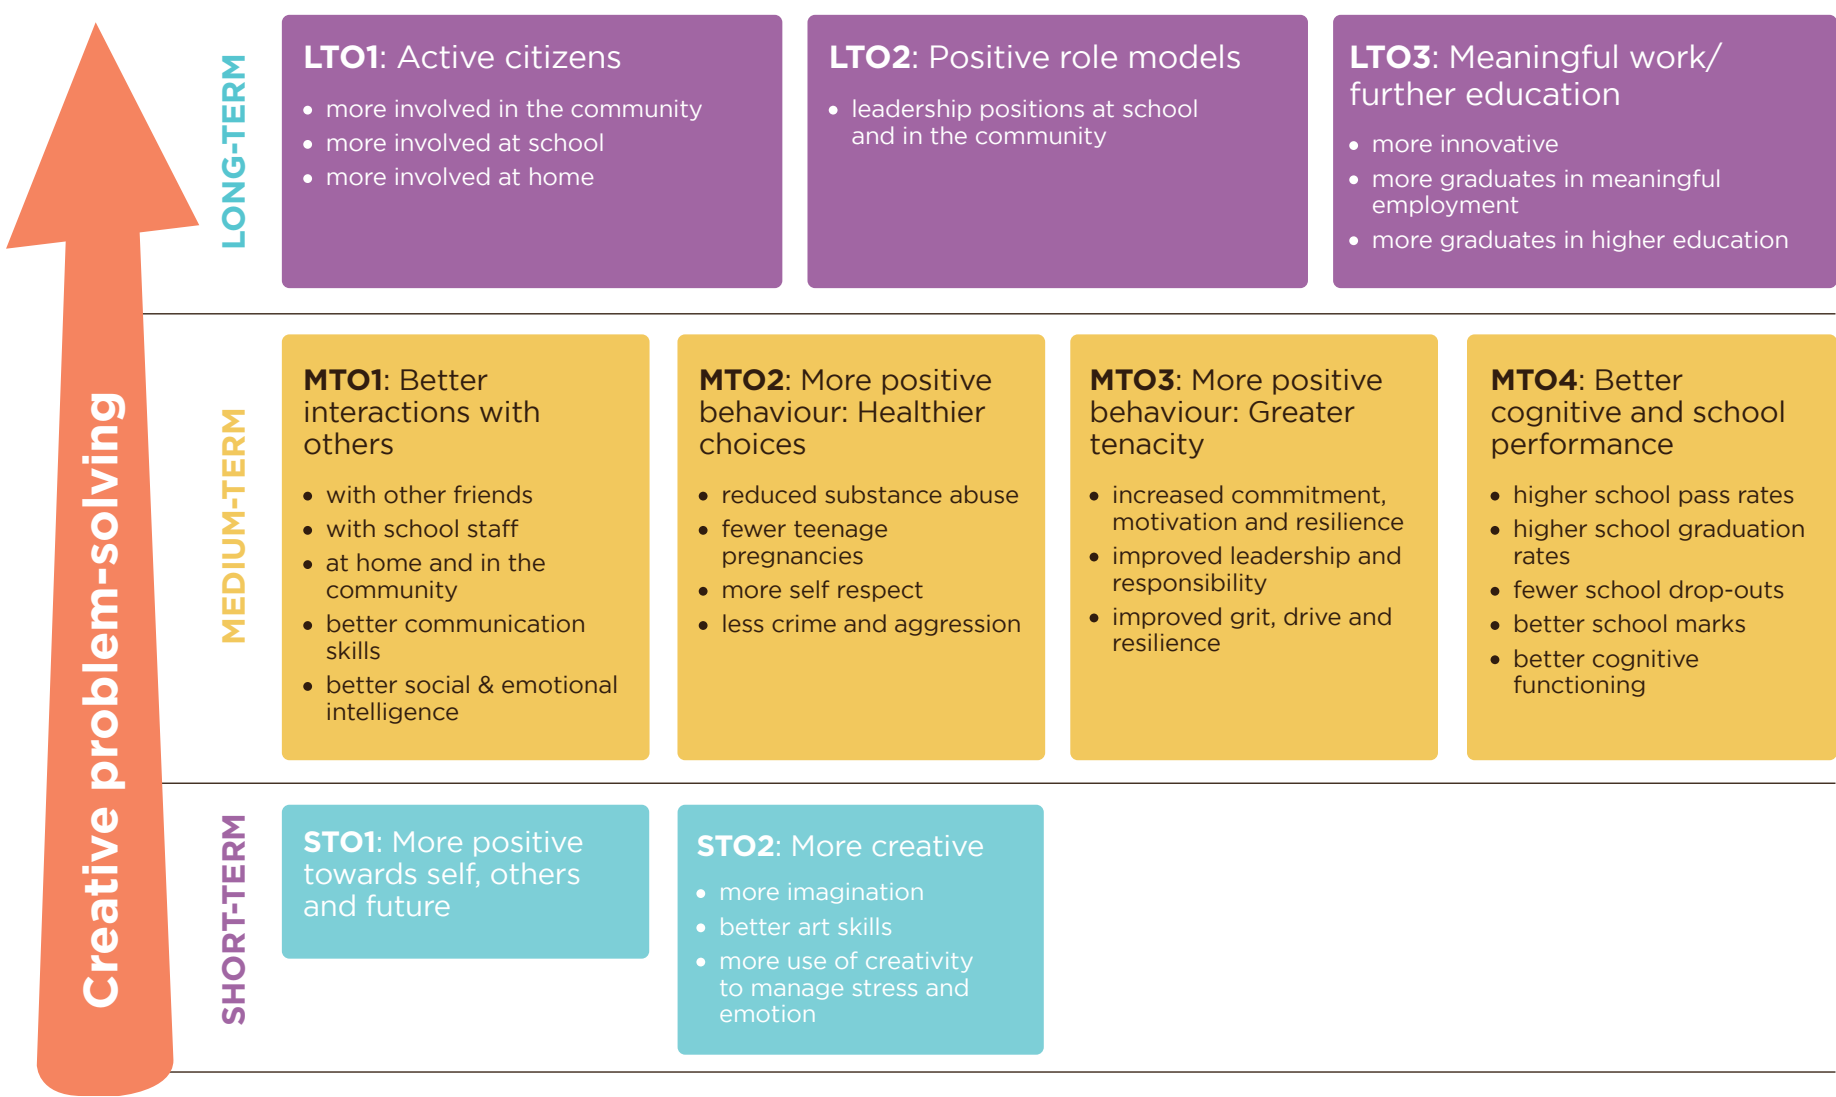 Creative problem-solving
LONG-TERM
LTO1: Active citizens
• more involved in the community
• more involved at school
• more involved at home
LTO2: Positive role models
• leadership positions at school
and in the community
LTO3: Meaningful work/
further education
• more innovative
• more graduates in meaningful
employment
• more graduates in higher education
MEDIUM-TERM
MTO1: Better
interactions with
others
• with other friends
• with school staff
• at home and in the
community
• better communication
skills
• better social & emotional
intelligence
MTO2: More positive
behaviour: Healthier
choices
• reduced substance abuse
• fewer teenage
pregnancies
• more self respect
• less crime and aggression
MTO3: More positive
behaviour: Greater
tenacity
• increased commitment,
motivation and resilience
• improved leadership and
responsibility
• improved grit, drive and
resilience
MTO4: Better
cognitive and school
performance
• higher school pass rates
• higher school graduation
rates
• fewer school drop-outs
• better school marks
• better cognitive
functioning
SHORT-TERM
STO1: More positive
towards self, others
and future
STO2: More creative
• more imagination
• better art skills
• more use of creativity
to manage stress and
emotion